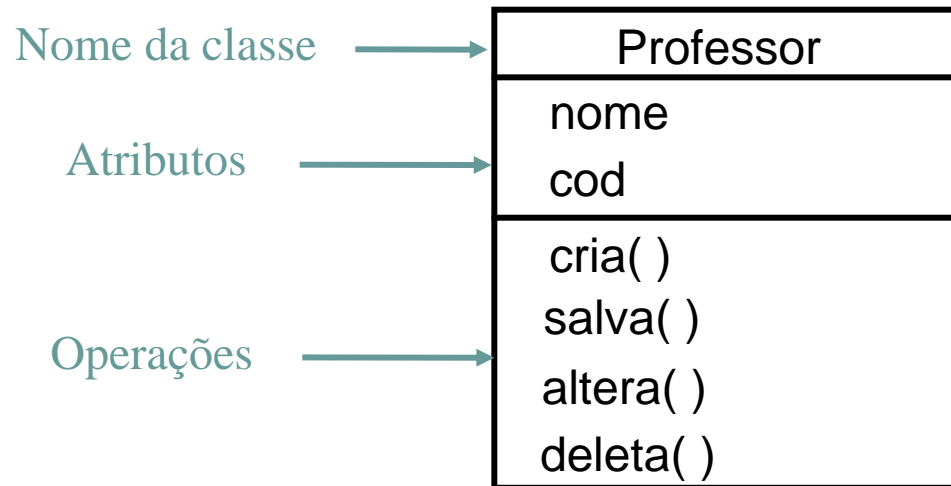 Nome da classe
Professor
Atributos
nome
cod
Operações
cria( )
salva( )
altera( )
deleta( )